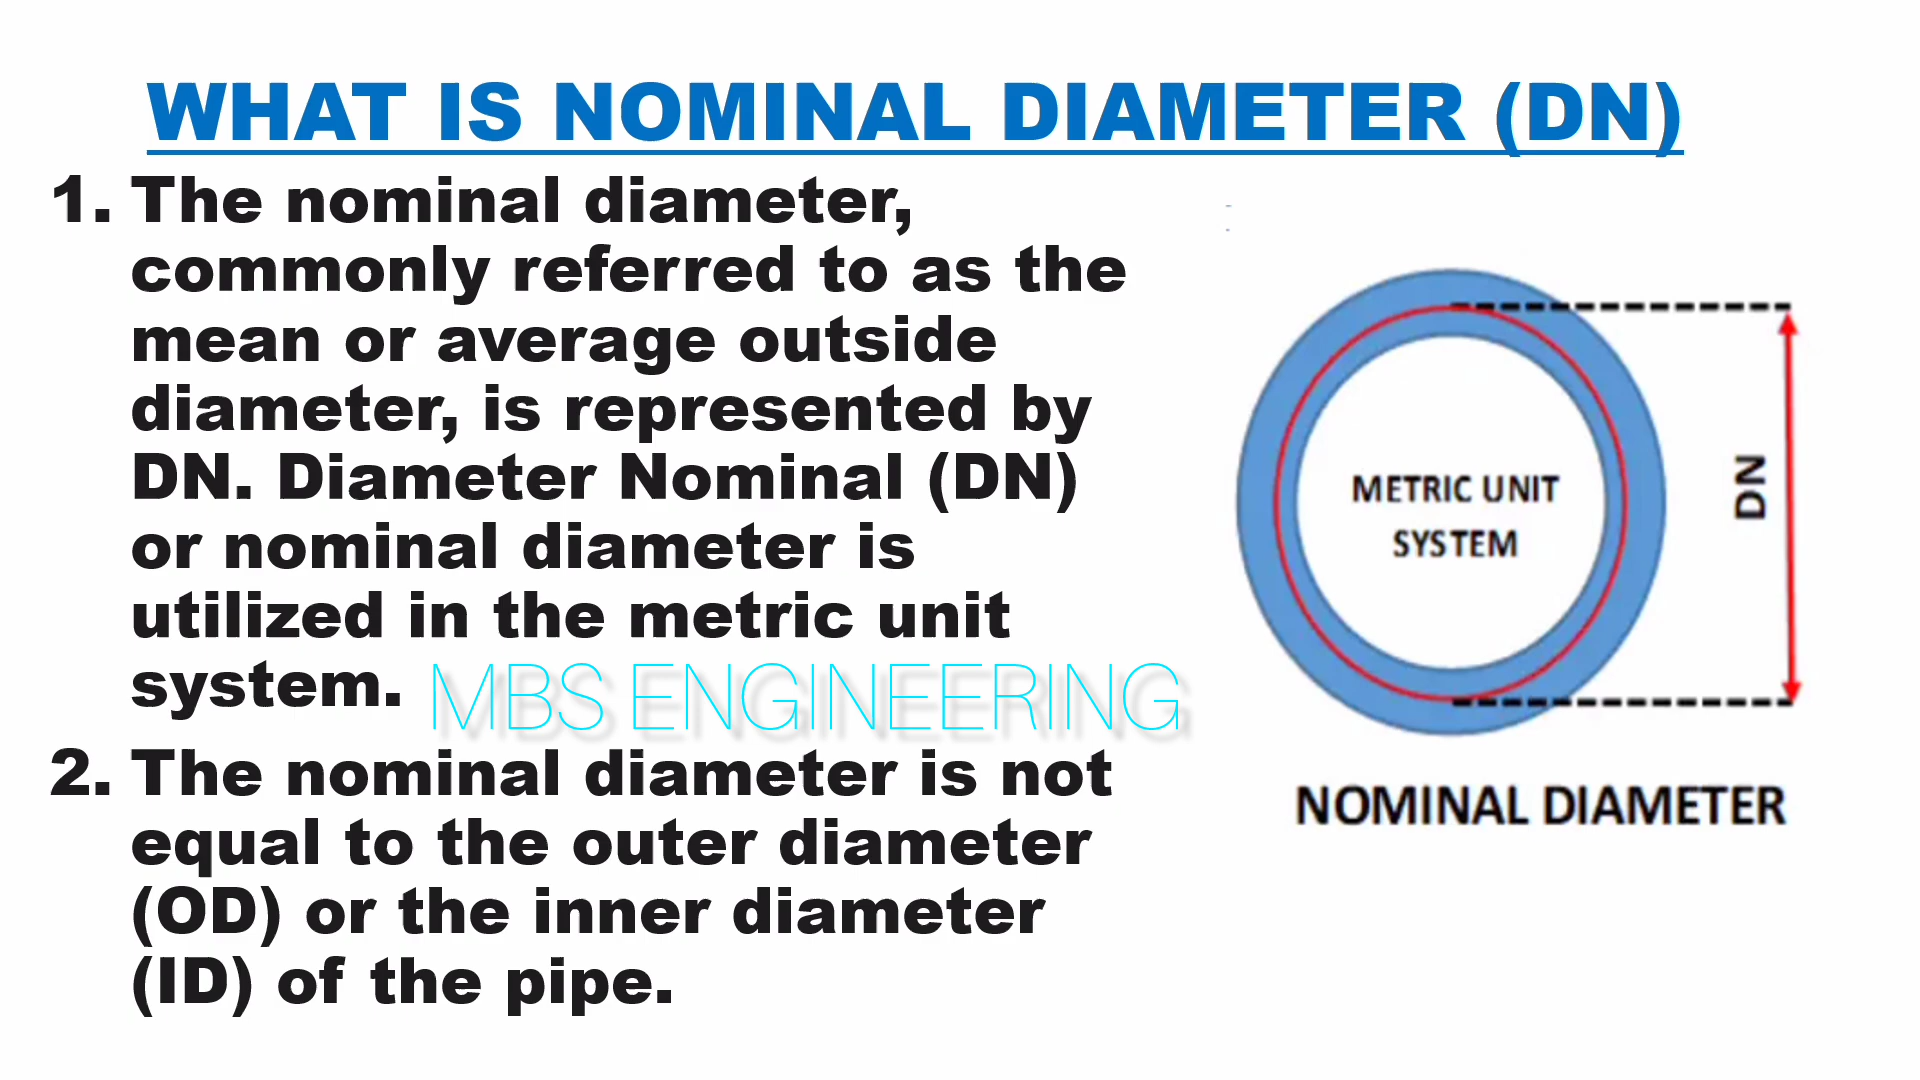 WHAT IS NOMINAL DIAMETER (DN)
1. The nominal diameter,
commonly referred to as the
mean or average outside
diameter, is represented by
DN. Diameter Nominal (DN)
or nominal diameter is
utilized in the metric unit
system.
MBS ENGINEERING
2. The nominal diameter is not
equal to the outer diameter
(OD) or the inner diameter
(ID) of the pipe.
METRIC UNIT
SYSTEM
DN
NOMINAL DIAMETER